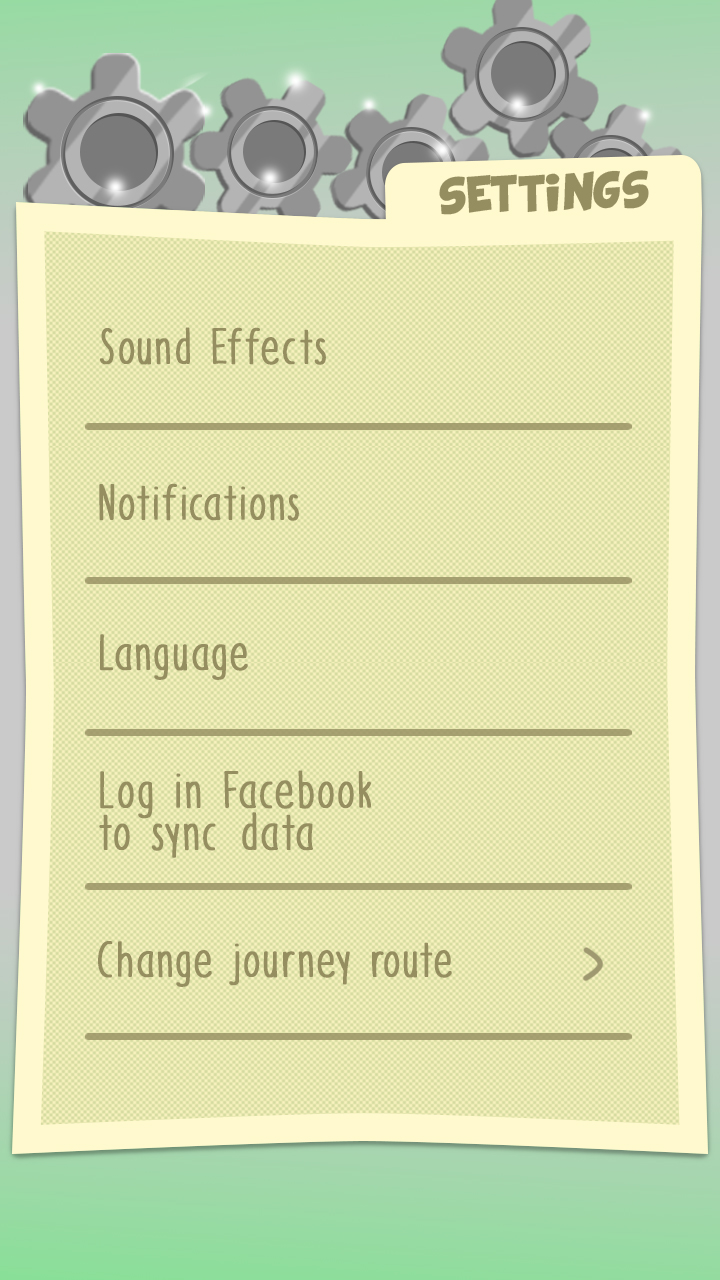 SETTiNGS
Sound Effects
Notifications
Language
Log in Facebook
to sync data
Change journey route